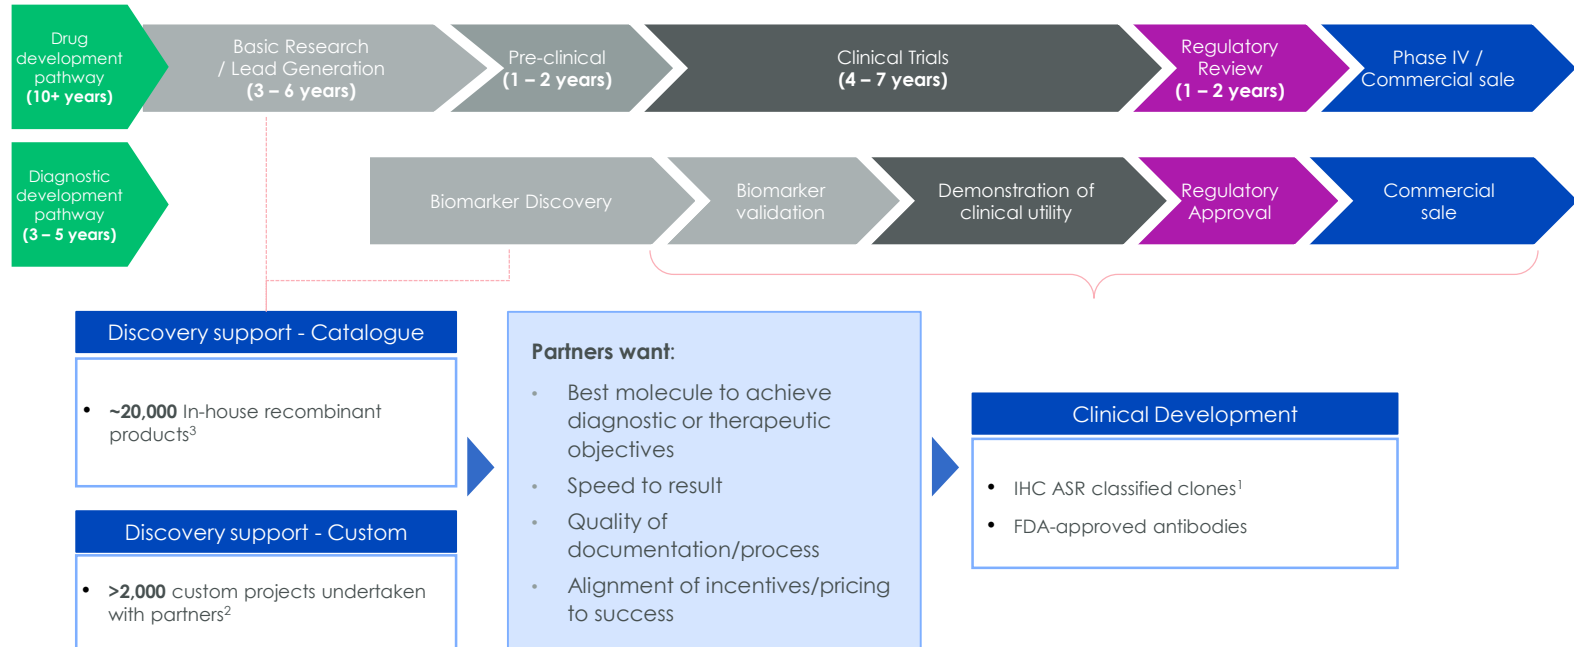 Drug
development
pathway
(10+ years)
Basic Research
/ Lead Generation
(3 – 6 years)
Pre-clinical
(1 – 2 years)
Clinical Trials
(4 – 7 years)
Regulatory
Review
(1 – 2 years)
Phase IV /
Commercial sale
Diagnostic
development
pathway
(3 – 5 years)
Biomarker Discovery
Biomarker
validation
Demonstration of
clinical utility
Regulatory
Approval
Commercial
sale
Discovery support - Catalogue
• ~20,000 In-house recombinant
products³
Discovery support - Custom
• >2,000 custom projects undertaken
with partners²
Partners want:
• Best molecule to achieve
diagnostic or therapeutic
objectives
• Speed to result
• Quality of
documentation/process
• Alignment of incentives/pricing
to success
Clinical Development
• IHC ASR classified clones¹
• FDA-approved antibodies